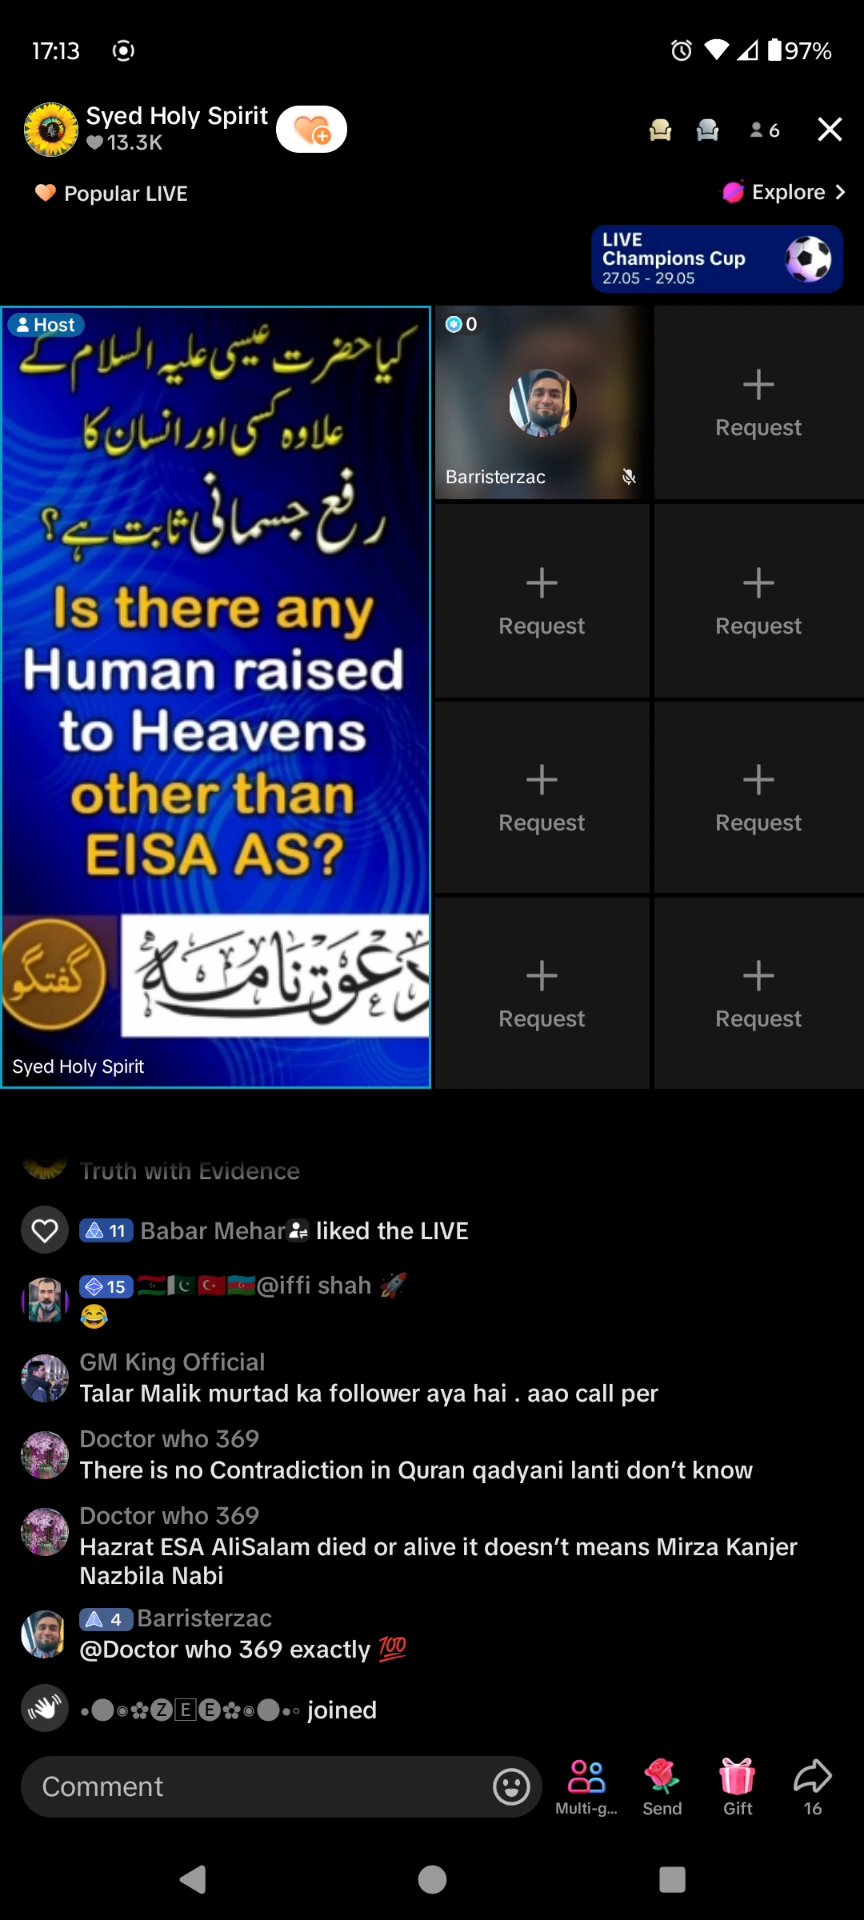 17:13
97%
Syed Holy Spirit
13.3K
6
Popular LIVE
Explore
LIVE
Champions Cup
27.05 - 29.05
Host
کیا حضرت عیسیٰ علیہ السلام کے
علاوہ کسی اور انسان کا
رفع جسمانی ثابت ہے؟
Is there any
Human raised
to Heavens
other than
EISA AS?
گفتگو
دعوت نامہ
Syed Holy Spirit
0
Barristerzac
Request
Request
Request
Request
Request
Request
Request
Truth with Evidence
11 Babar Mehar liked the LIVE
15 🇱🇾🇵🇰🇹🇷🇦🇿@iffi shah 🚀
😂
GM King Official
Talar Malik murtad ka follower aya hai . aao call per
Doctor who 369
There is no Contradiction in Quran qadyani lanti don’t know
Doctor who 369
Hazrat ESA AliSalam died or alive it doesn’t means Mirza Kanjer
Nazbila Nabi
4 Barristerzac
@Doctor who 369 exactly 💯
•⚫◉✿🅩🄴🅔✿◉⚫•◦ joined
Comment
Multi-g...
Send
Gift
16